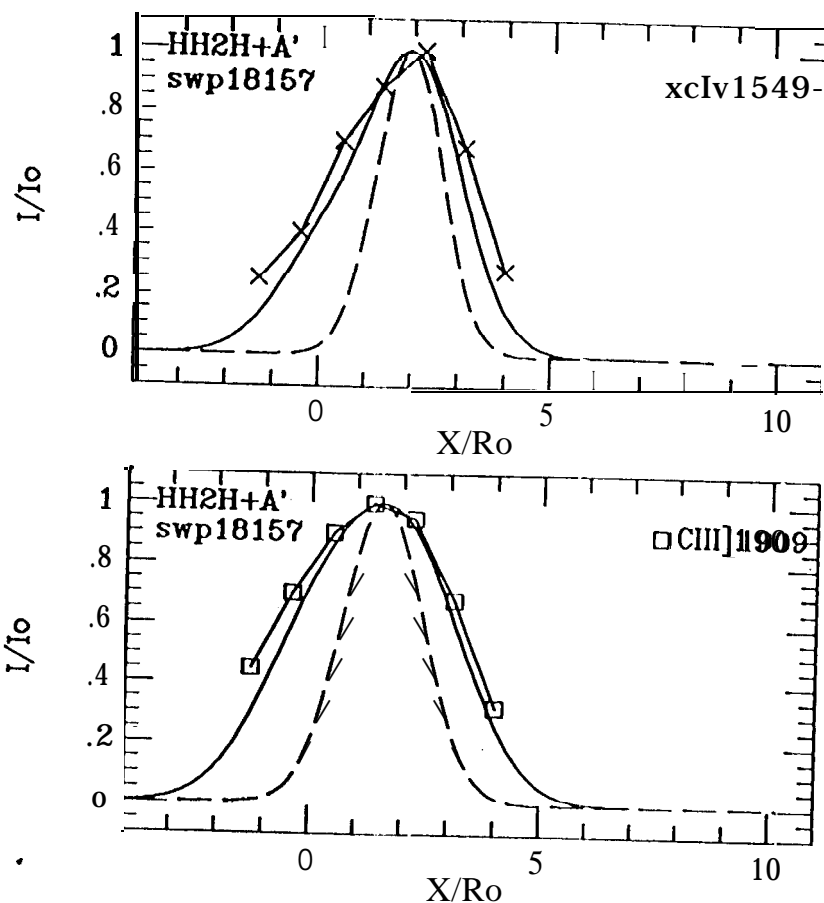 1
HH2H+A'
swp18157
xcIv1549-
.8
.6
.4
.2
0
I/Io
0
5
10
X/Ro
1
HH2H+A'
swp18157
CIII]1909
.8
.6
.4
.2
0
I/Io
0
5
10
X/Ro